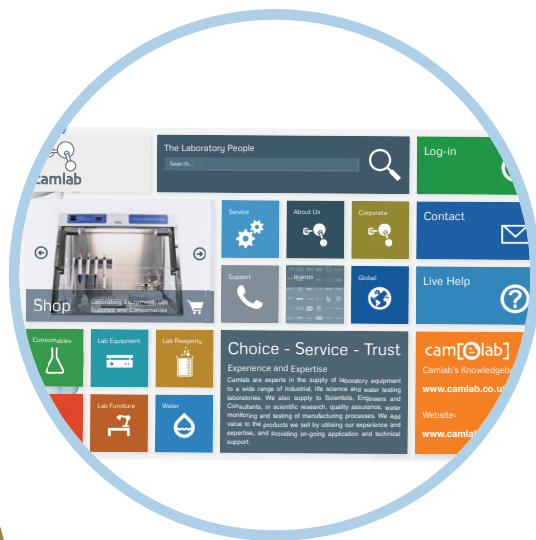 camlab
The Laboratory People
Search...
Log-in
Service
About Us
Corporate
Contact
Support
Brands
Global
Live Help
Shop
Laboratory Equipment, Lab
Supplies and Consumables
Consumables
Lab Equipment
Lab Reagents
Choice - Service - Trust
Experience and Expertise
Camlab are experts in the supply of laboratory equipment
to a wide range of industrial, life science and water testing
laboratories. We also supply to Scientists, Engineers and
Consultants, in scientific research, quality assurance, water
monitoring and testing of manufacturing processes. We Add
value to the products we sell by utilising our experience and
expertise, and Providing on-going application and technical
support.
cam[elab]
Camlab's Knowledgeba
www.camlab.co.u
Website:
www.camlab
Lab Furniture
Water